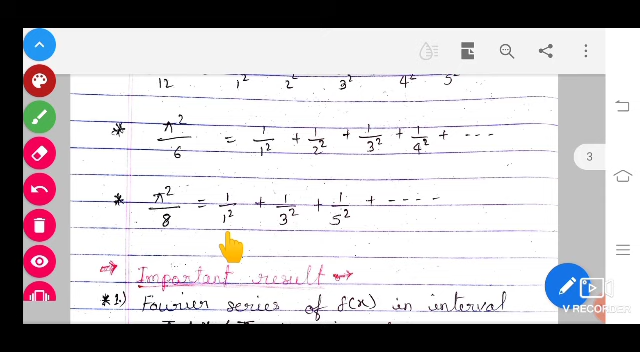 12 1² 2² 3² 4² 5²
* π²/6 = 1/1² + 1/2² + 1/3² + 1/4² + ---
3
* π²/8 = 1/1² + 1/3² + 1/5² + ----
⇒ Important result
*1.) Fourier series of f(x) in interval
V RECORDER